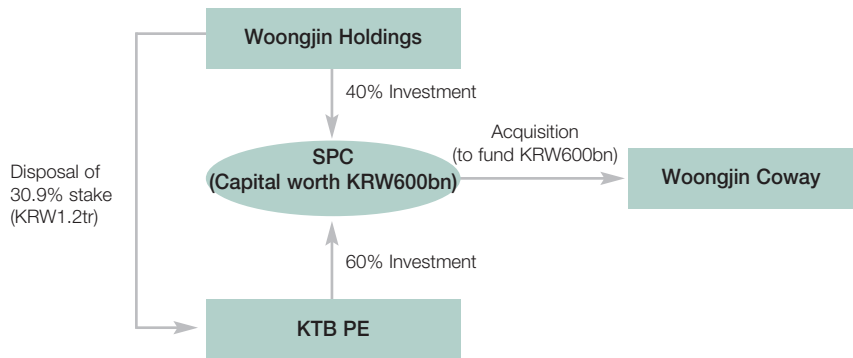 Woongjin Holdings
40% Investment
Acquisition
(to fund KRW600bn)
SPC
(Capital worth KRW600bn)
Woongjin Coway
Disposal of
30.9% stake
(KRW1.2tr)
60% Investment
KTB PE